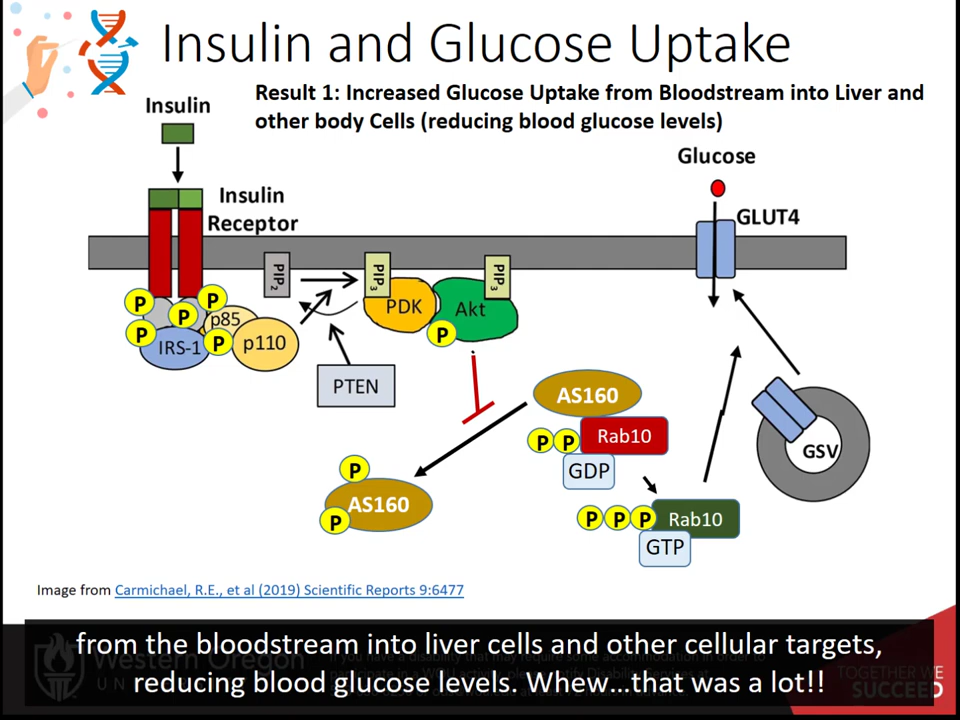 Insulin and Glucose Uptake
Result 1: Increased Glucose Uptake from Bloodstream into Liver and
other body Cells (reducing blood glucose levels)
Insulin
Insulin
Receptor
Glucose
GLUT4
PIP2
PIP3
PIP3
P
P
P
P
P
IRS-1
p85
p110
PDK
Akt
P
PTEN
AS160
P
P
Rab10
GDP
GSV
P
AS160
P
P
P
P
Rab10
GTP
Image from Carmichael, R.E., et al (2019) Scientific Reports 9:6477
from the bloodstream into liver cells and other cellular targets,
reducing blood glucose levels. Whew…that was a lot!!
Western Oregon
UN
TOGETHER WE
SUCCEED